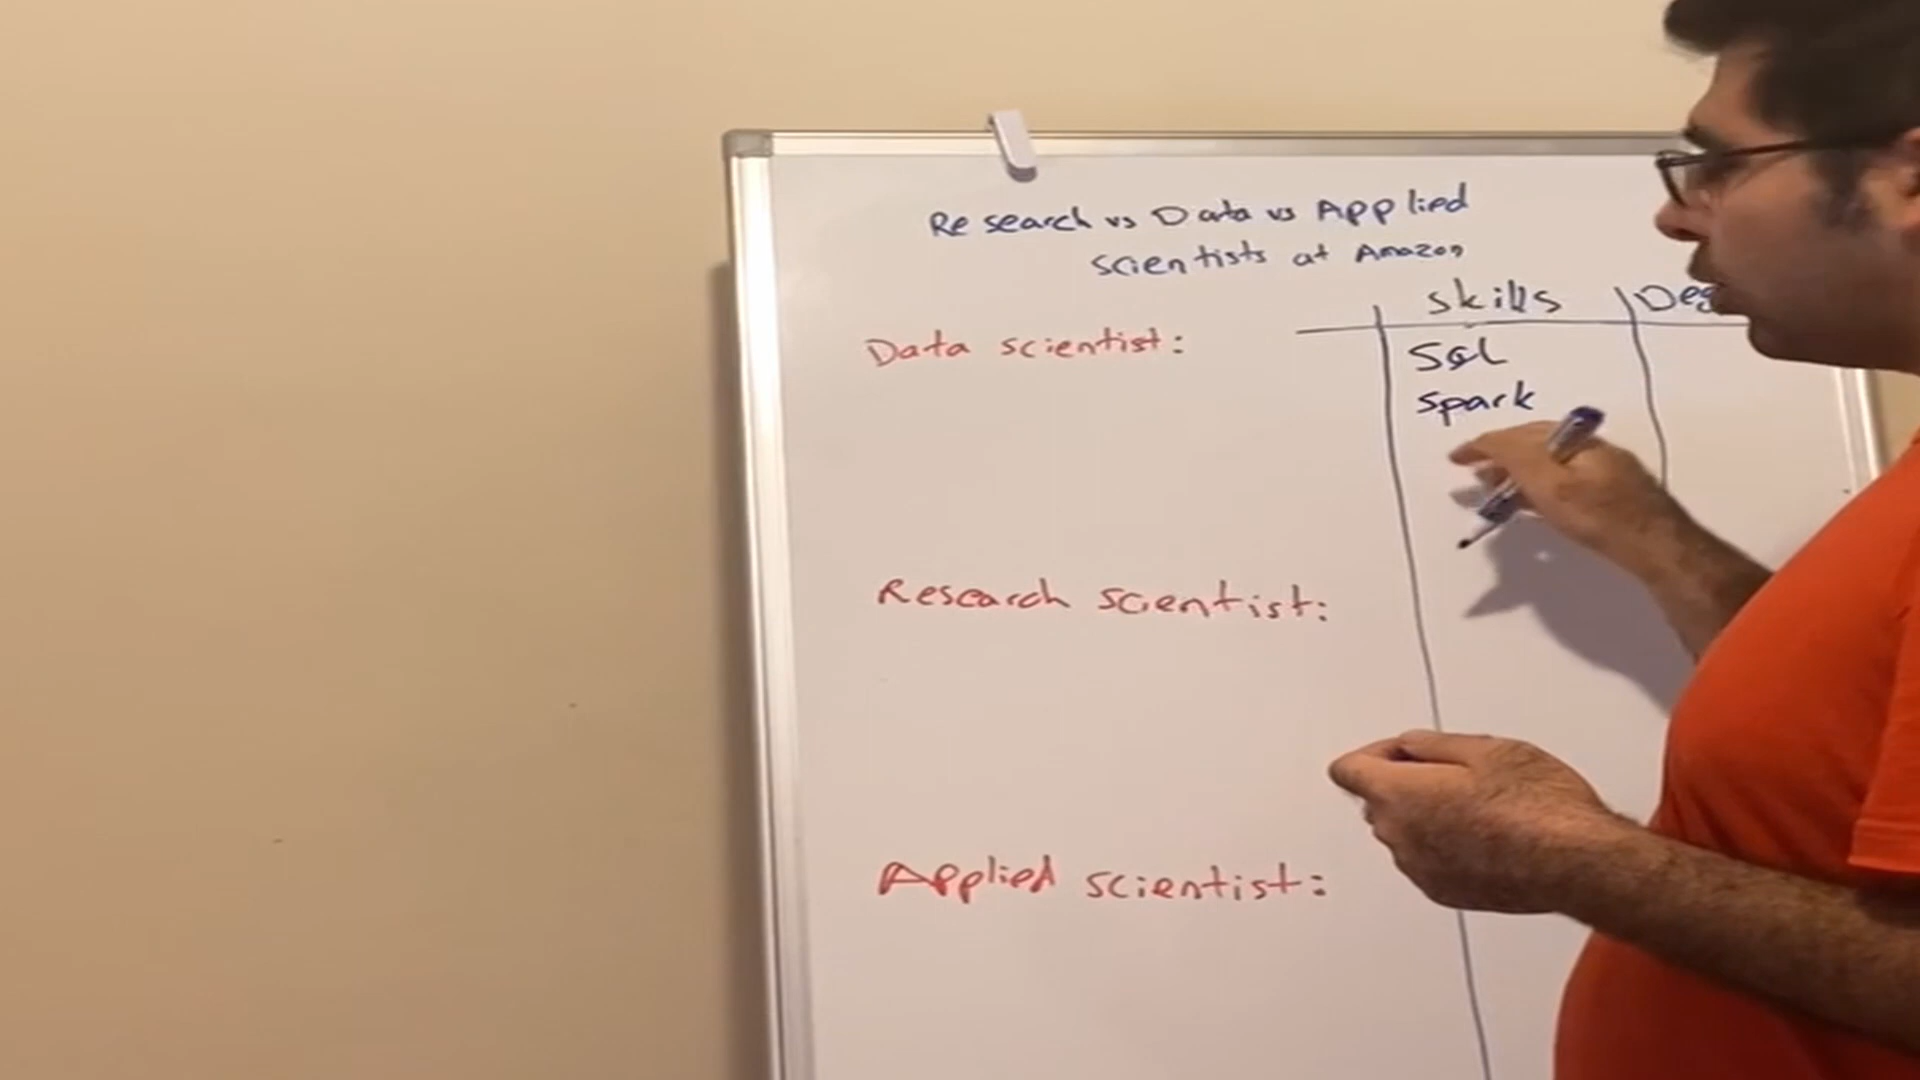 Research vs Data vs Applied
scientists at Amazon
skills
Data scientist:
SQL
spark
Research scientist:
Applied scientist: